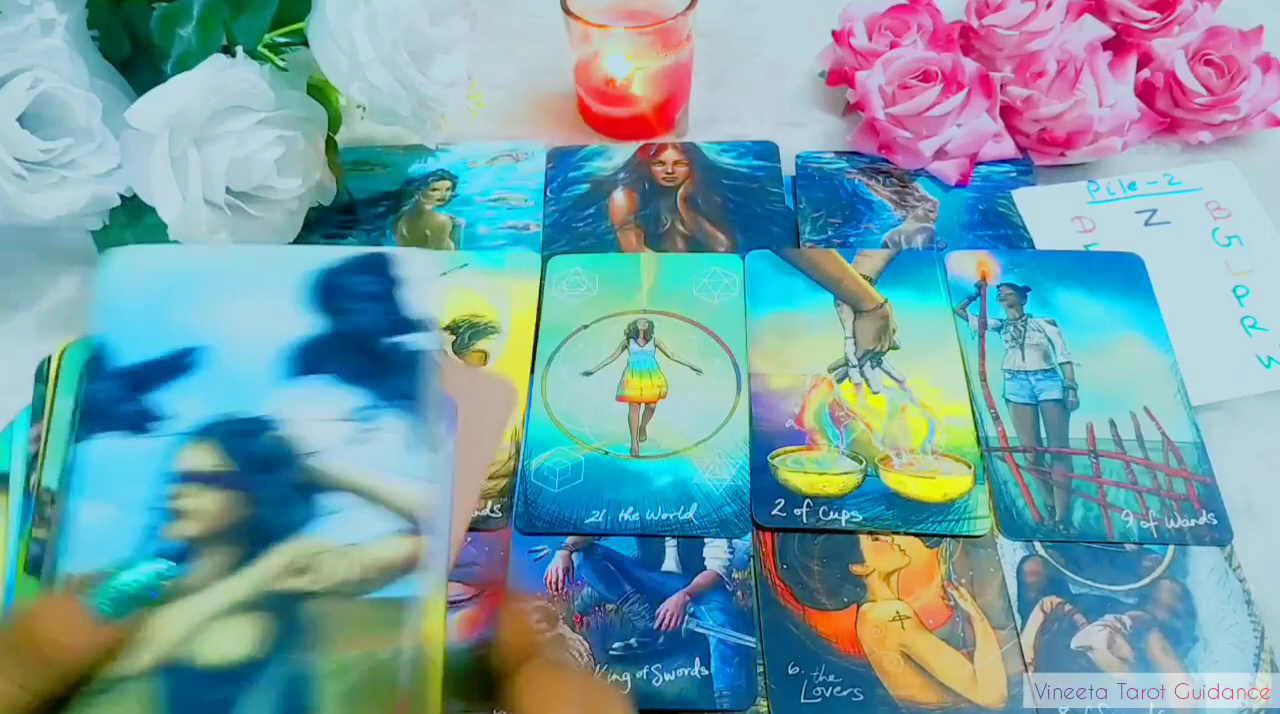 Pile-2
D Z B
G
J
P
R
21 the World
2 of Cups
9 of Wands
nds
King of Swords
6. the
Lovers
Vineeta Tarot Guidance